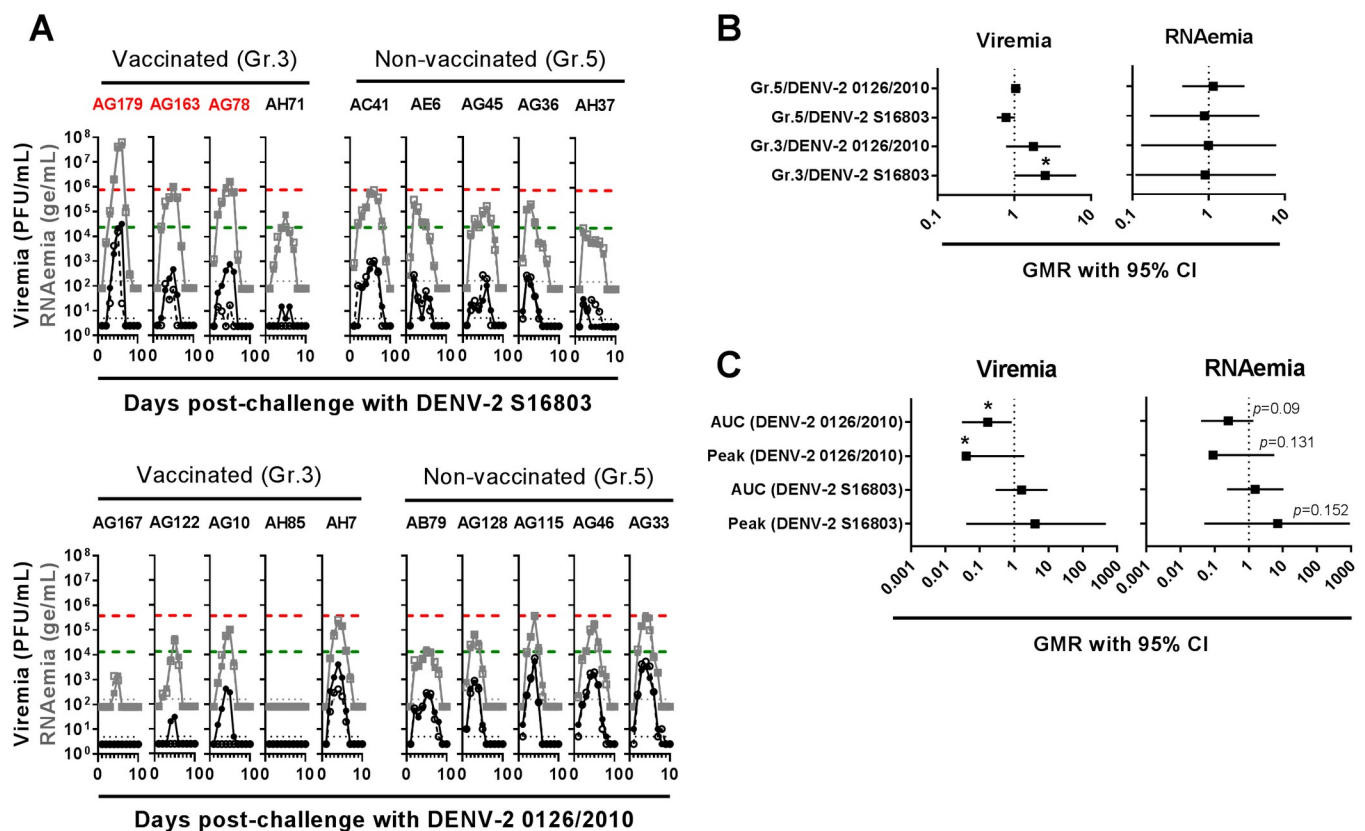 A
Vaccinated (Gr.3) Non-vaccinated (Gr.5)
AG179 AG163 AG78 AH71 AC41 AE6 AG45 AG36 AH37
Viremia (PFU/mL)
RNAemia (ge/mL)
10^8
10^7
10^6
10^5
10^4
10^3
10^2
10^1
10^0
0 10 0 10 0 10 0 10 0 10 0 10 0 10 0 10 0 10
Days post-challenge with DENV-2 S16803
Vaccinated (Gr.3) Non-vaccinated (Gr.5)
AG167 AG122 AG10 AH85 AH7 AB79 AG128 AG115 AG46 AG33
Viremia (PFU/mL)
RNAemia (ge/mL)
10^8
10^7
10^6
10^5
10^4
10^3
10^2
10^1
10^0
0 10 0 10 0 10 0 10 0 10 0 10 0 10 0 10 0 10 0 10
Days post-challenge with DENV-2 0126/2010
B
Viremia RNAemia
Gr.5/DENV-2 0126/2010
Gr.5/DENV-2 S16803
Gr.3/DENV-2 0126/2010
*
Gr.3/DENV-2 S16803
0.1 1 10 0.1 1 10
GMR with 95% CI
C
Viremia RNAemia
* p=0.09
AUC (DENV-2 0126/2010)
* p=0.131
Peak (DENV-2 0126/2010)
AUC (DENV-2 S16803)
p=0.152
Peak (DENV-2 S16803)
0.001 0.01 0.1 1 10 100 1000 0.001 0.01 0.1 1 10 100 1000
GMR with 95% CI